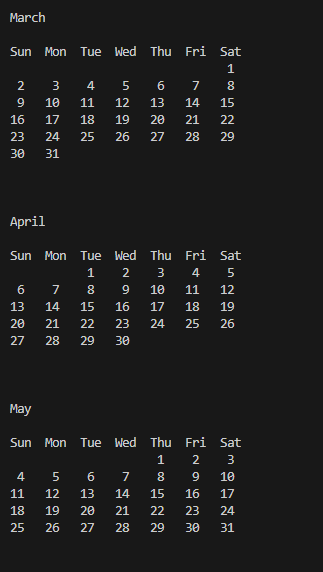 March
Sun Mon Tue Wed Thu Fri Sat
1
2 3 4 5 6 7 8
9 10 11 12 13 14 15
16 17 18 19 20 21 22
23 24 25 26 27 28 29
30 31
April
Sun Mon Tue Wed Thu Fri Sat
1 2 3 4 5
6 7 8 9 10 11 12
13 14 15 16 17 18 19
20 21 22 23 24 25 26
27 28 29 30
May
Sun Mon Tue Wed Thu Fri Sat
1 2 3
4 5 6 7 8 9 10
11 12 13 14 15 16 17
18 19 20 21 22 23 24
25 26 27 28 29 30 31